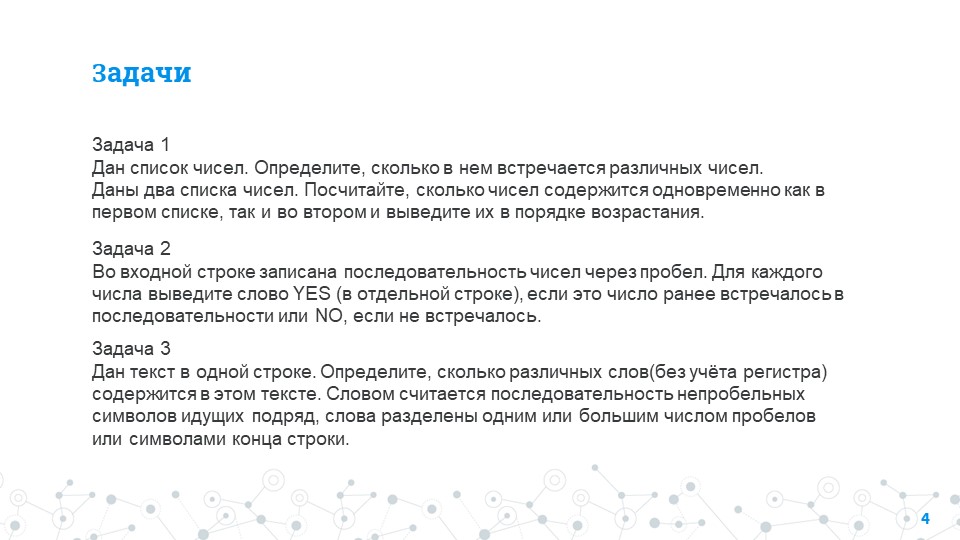 Задачи
Задача 1
Дан список чисел. Определите, сколько в нем встречается различных чисел.
Даны два списка чисел. Посчитайте, сколько чисел содержится одновременно как в
первом списке, так и во втором и выведите их в порядке возрастания.
Задача 2
Во входной строке записана последовательность чисел через пробел. Для каждого
числа выведите слово YES (в отдельной строке), если это число ранее встречалось в
последовательности или NO, если не встречалось.
Задача 3
Дан текст в одной строке. Определите, сколько различных слов(без учёта регистра)
содержится в этом тексте. Словом считается последовательность непробельных
символов идущих подряд, слова разделены одним или большим числом пробелов
или символами конца строки.
4